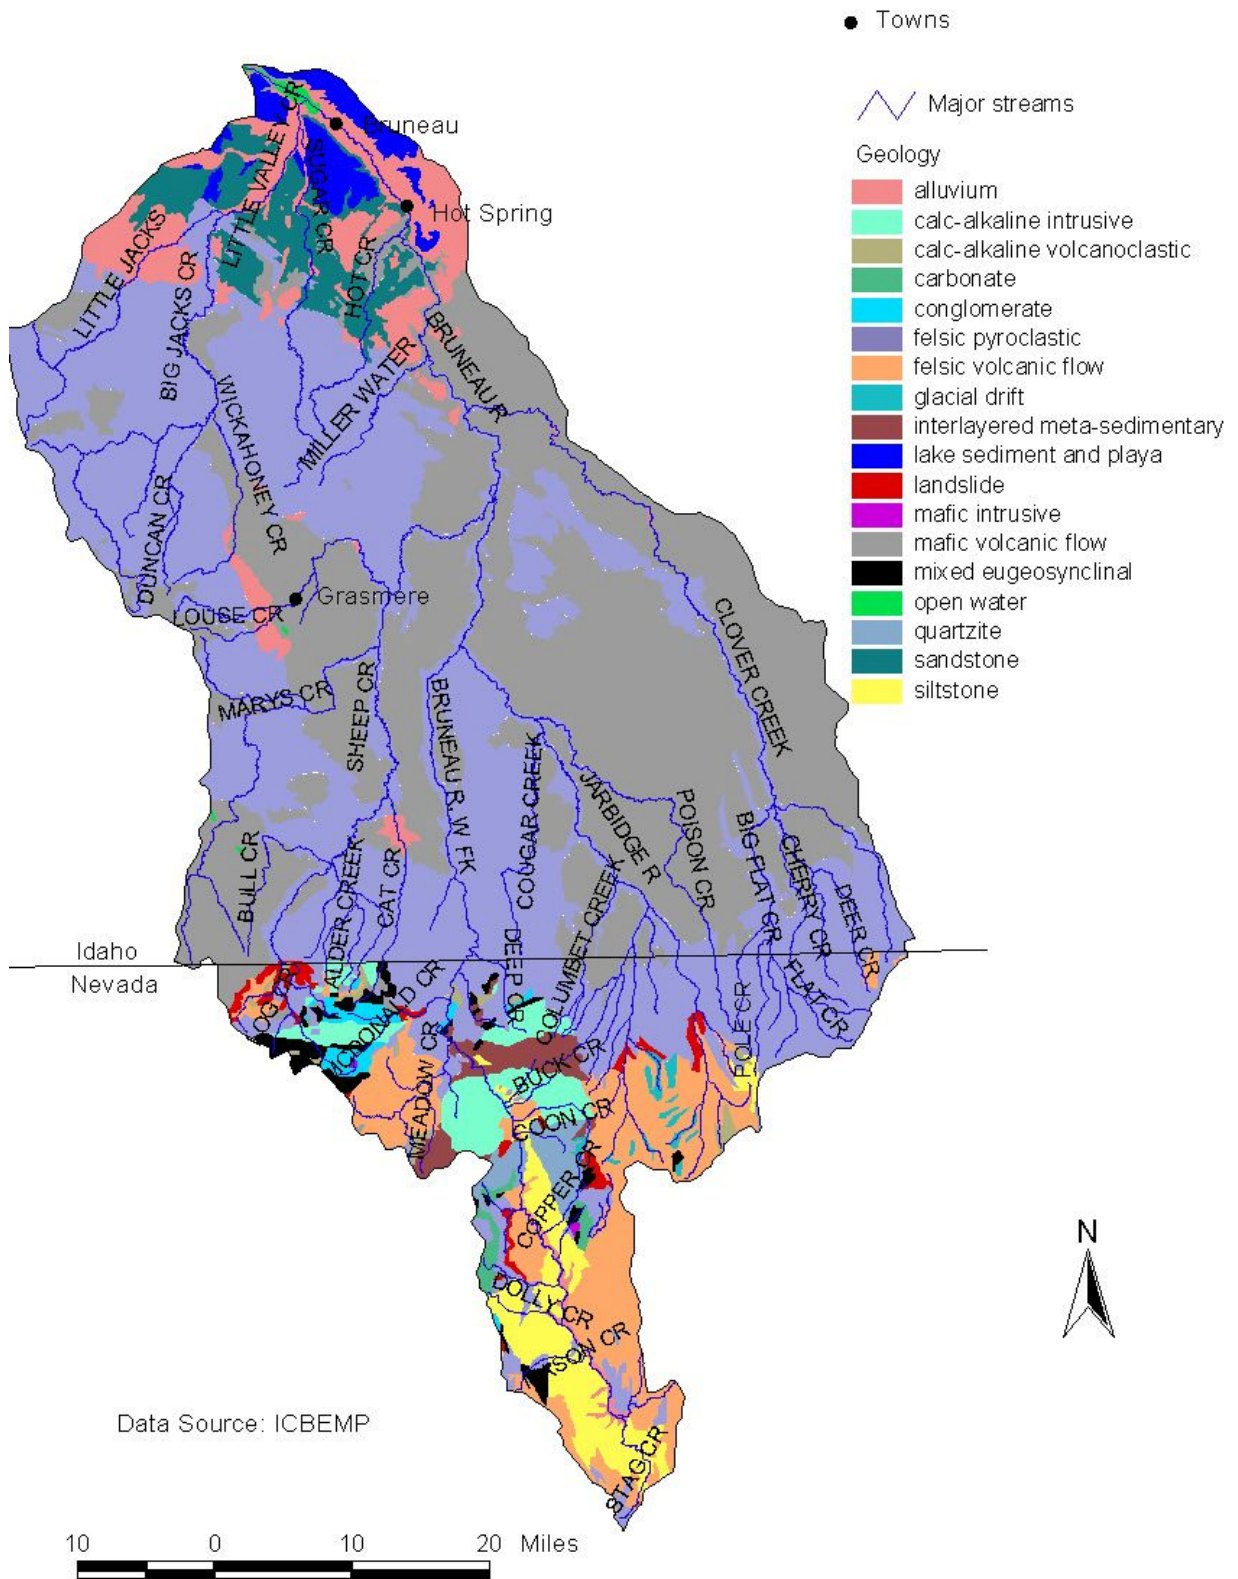 Towns
Major streams
Geology
alluvium
calc-alkaline intrusive
calc-alkaline volcanoclastic
carbonate
conglomerate
felsic pyroclastic
felsic volcanic flow
glacial drift
interlayered meta-sedimentary
lake sediment and playa
landslide
mafic intrusive
mafic volcanic flow
mixed eugeosynclinal
open water
quartzite
sandstone
siltstone
Bruneau
Hot Spring
LITTLE VALLEY CR
SUGAR CR
LITTLE JACKS
BIG JACKS CR
HOT CR
BRUNEAU R
MILLER WATER
WICKAHONEY CR
DUNCAN CR
Grasmere
LOUSE CR
CLOVER CREEK
MARYS CR
SHEEP CR
BRUNEAU R. W FK
COUGAR CREEK
JARBIDGE R
POISON CR
BIG FLAT CR
CHERRY CR
DEER CR
BULL CR
ALDER CREEK
CAT CR
DEEP CR
COLUMBET CREEK
FLAT CR
Idaho
Nevada
MCDONALD CR
MEADOW CR
BUCK CR
POLE CR
COON CR
COPPER CR
DOLLY CR
STAG CR
N
Data Source: ICBEMP
10 0 10 20 Miles